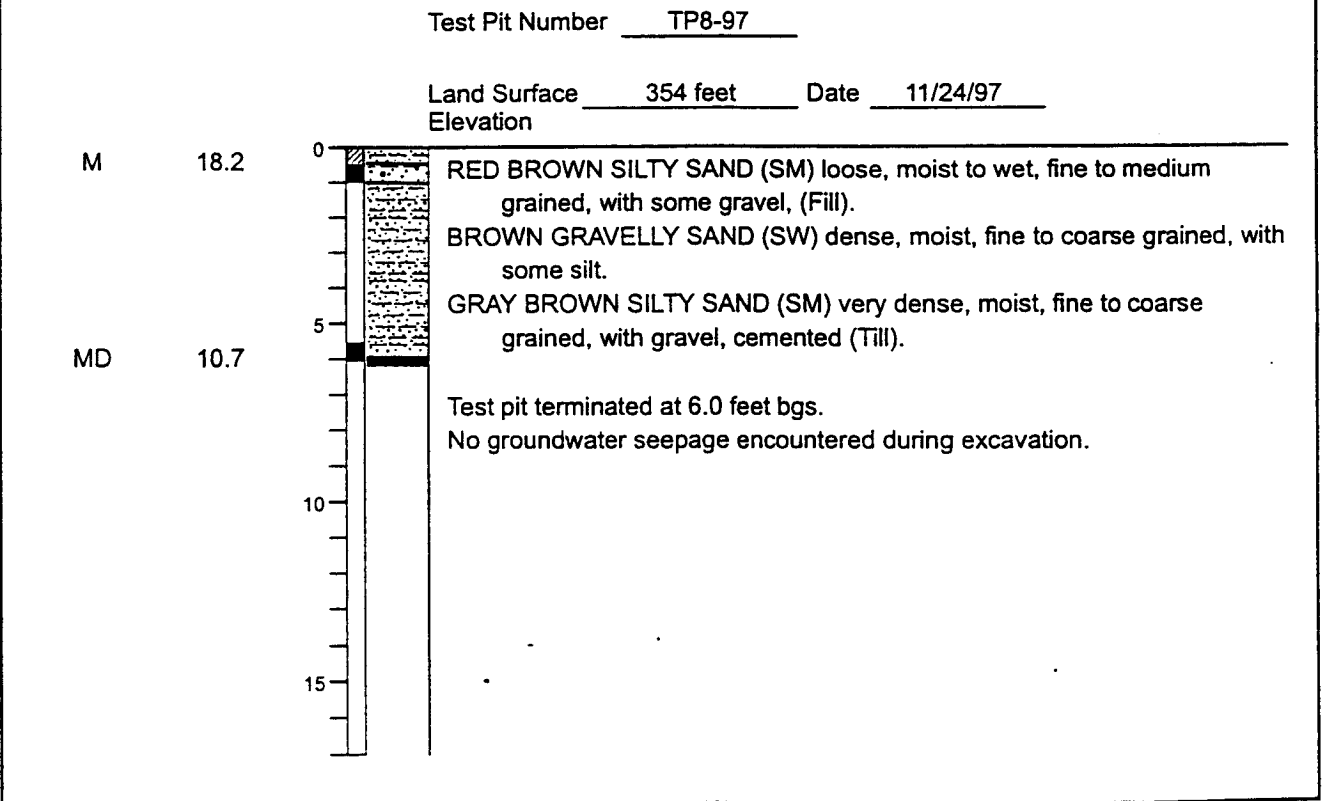 Test Pit Number TP8-97
Land Surface 354 feet Date 11/24/97
Elevation
M 18.2 0
RED BROWN SILTY SAND (SM) loose, moist to wet, fine to medium
grained, with some gravel, (Fill).
BROWN GRAVELLY SAND (SW) dense, moist, fine to coarse grained, with
some silt.
GRAY BROWN SILTY SAND (SM) very dense, moist, fine to coarse
5 grained, with gravel, cemented (Till).
MD 10.7
Test pit terminated at 6.0 feet bgs.
No groundwater seepage encountered during excavation.
10
15